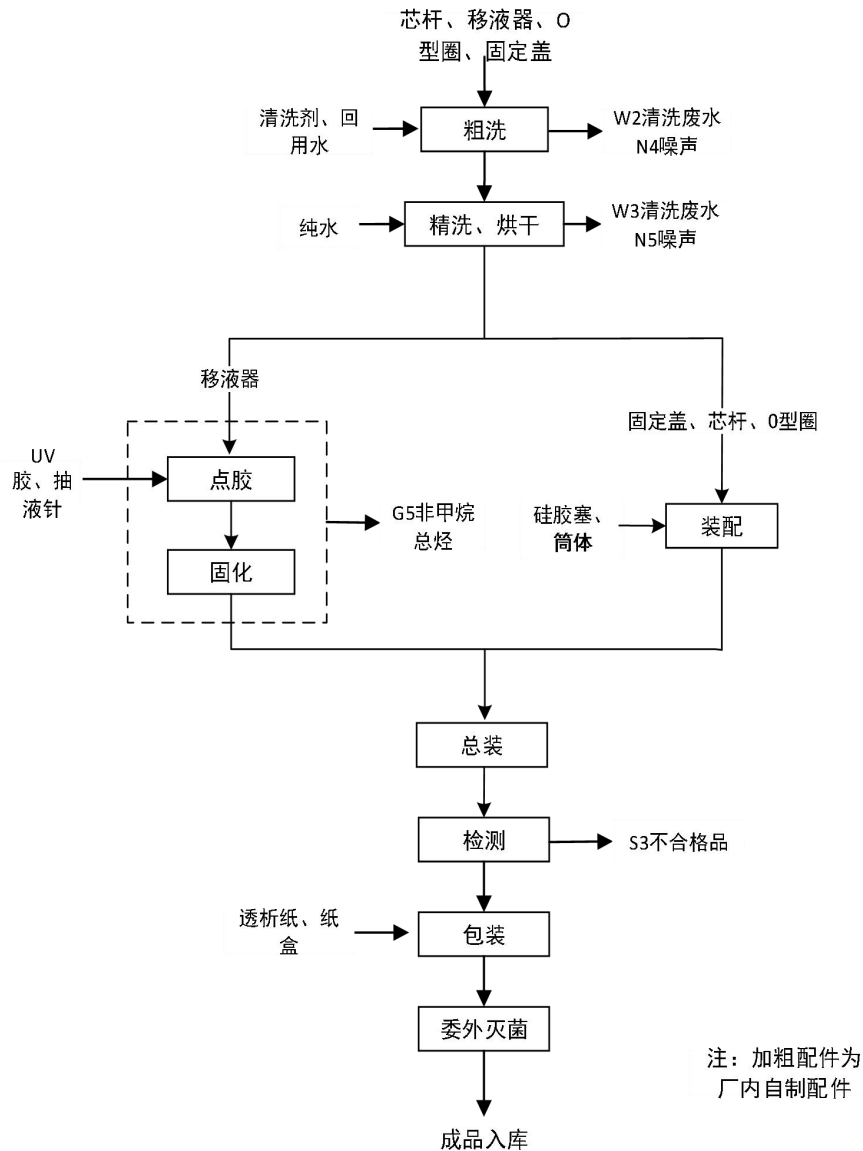 芯杆、移液器、O
型圈、固定盖
清洗剂、回
用水
粗洗
W2清洗废水
N4噪声
纯水
精洗、烘干
W3清洗废水
N5噪声
移液器
固定盖、芯杆、O型圈
UV
胶、抽
液针
点胶
G5非甲烷
总烃
硅胶塞、
筒体
装配
固化
总装
检测
S3不合格品
透析纸、纸
盒
包装
委外灭菌
注：加粗配件为
厂内自制配件
成品入库